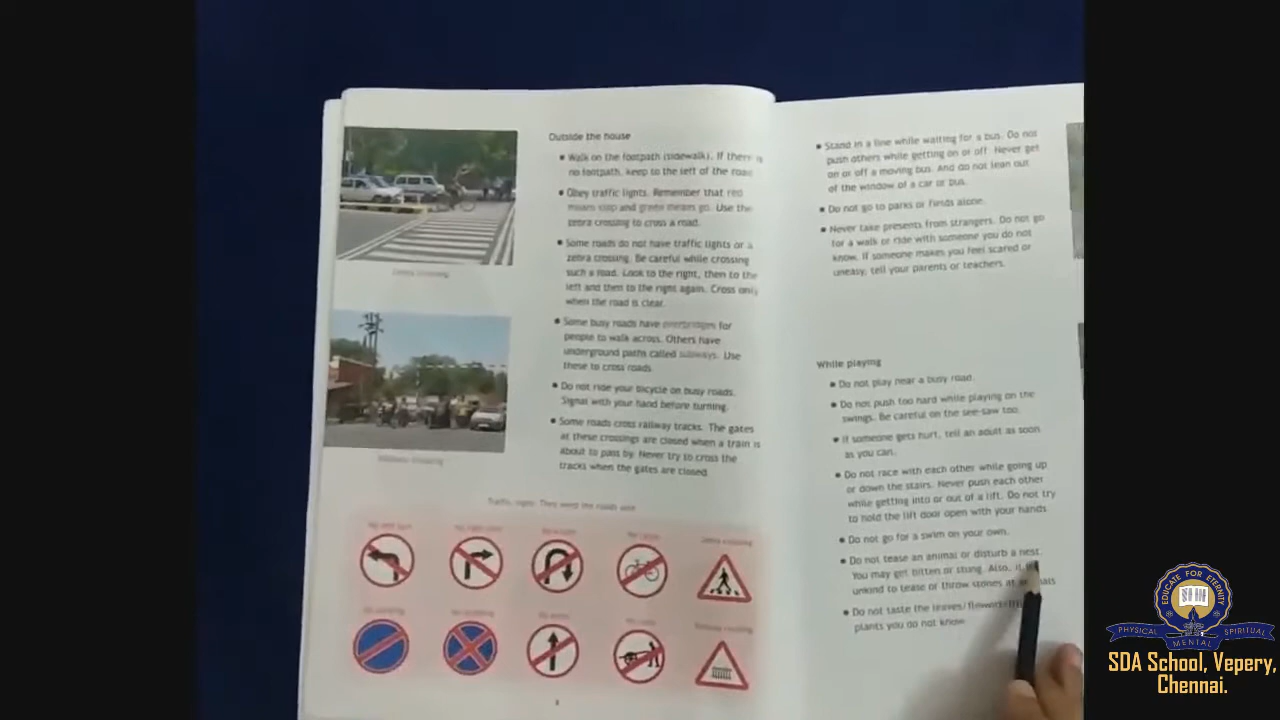 Outside the house
• Walk on the footpath (sidewalk). If there is
no footpath, keep to the left of the road
• Obey traffic lights. Remember that red
means stop and green means go. Use the
zebra crossing to cross a road.
• Some roads do not have traffic lights or a
zebra crossing. Be careful while crossing
such a road. Look to the right, then to the
left and then to the right again. Cross only
when the road is clear.
• Some busy roads have overbridges for
people to walk across. Others have
underground paths called subways. Use
these to cross roads
• Do not ride your bicycle on busy roads.
Signal with your hand before turning.
• Some roads cross railway tracks. The gates
at these crossings are closed when a train is
about to pass by. Never try to cross the
tracks when the gates are closed
Zebra crossing
Traffic signs: They
No left turn
No right turn
Zebra crossing
• Stand in a line while waiting for a bus. Do not
push others while getting on or off. Never get
on or off a moving bus. And do not lean out
of the window of a car or bus.
• Do not go to parks or fields alone.
• Never take presents from strangers. Do not go
for a walk or ride with someone you do not
know. If someone makes you feel scared or
uneasy, tell your parents or teachers.
While playing
• Do not play near a busy road.
• Do not push too hard while playing on the
swings. Be careful on the see-saw too.
• If someone gets hurt, tell an adult as soon
as you can.
• Do not race with each other while going up
or down the stairs. Never push each other
while getting into or out of a lift. Do not try
to hold the lift door open with your hands
• Do not go for a swim on your own.
• Do not tease an animal or disturb a nest.
You may get bitten or stung. Also, it
unkind to tease or throw stones at
• Do not taste the leaves/flowers
plants you do not know
EDUCATE FOR ETERNITY
PHYSICAL MENTAL SPIRITUAL
SDA School, Vepery,
Chennai.